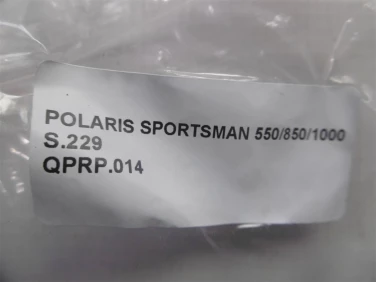 POLARIS SPORTSMAN 550/850/1000
S.229
QPRP.014